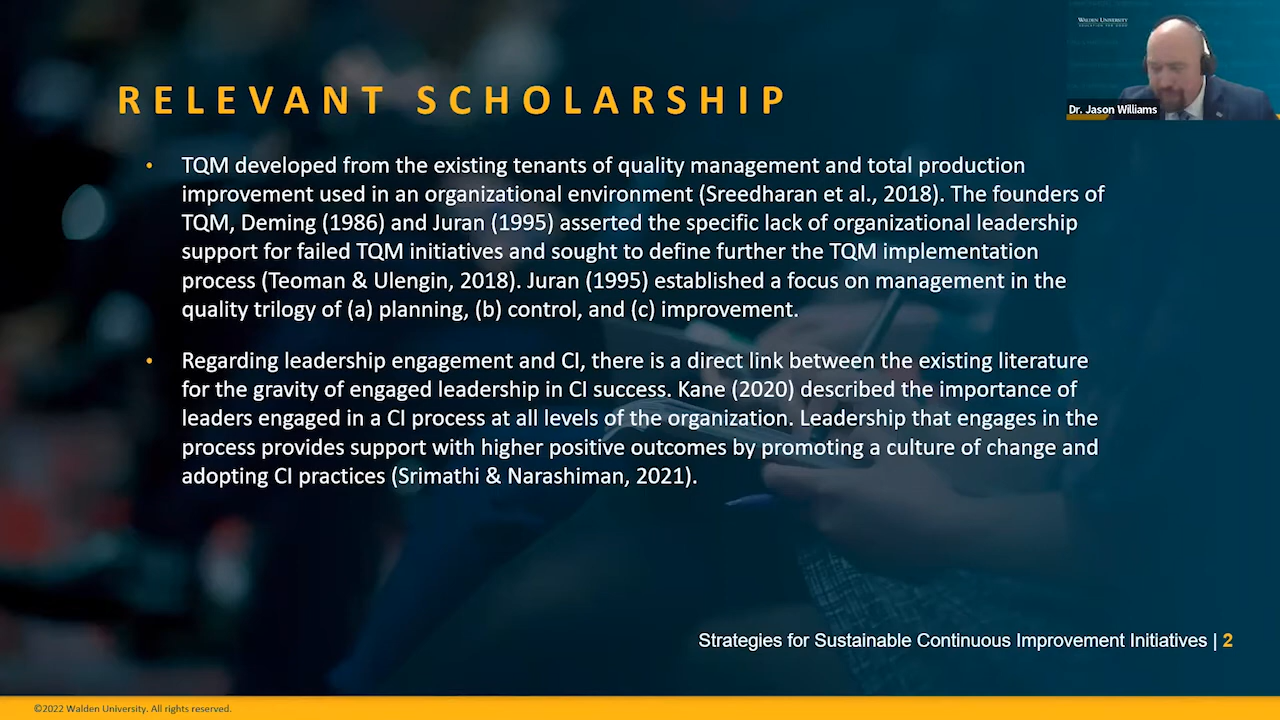 WALDEN UNIVERSITY
Dr. Jason Williams
RELEVANT SCHOLARSHIP
• TQM developed from the existing tenants of quality management and total production
improvement used in an organizational environment (Sreedharan et al., 2018). The founders of
TQM, Deming (1986) and Juran (1995) asserted the specific lack of organizational leadership
support for failed TQM initiatives and sought to define further the TQM implementation
process (Teoman & Ulengin, 2018). Juran (1995) established a focus on management in the
quality trilogy of (a) planning, (b) control, and (c) improvement.
• Regarding leadership engagement and CI, there is a direct link between the existing literature
for the gravity of engaged leadership in CI success. Kane (2020) described the importance of
leaders engaged in a CI process at all levels of the organization. Leadership that engages in the
process provides support with higher positive outcomes by promoting a culture of change and
adopting CI practices (Srimathi & Narashiman, 2021).
Strategies for Sustainable Continuous Improvement Initiatives | 2
©2022 Walden University. All rights reserved.